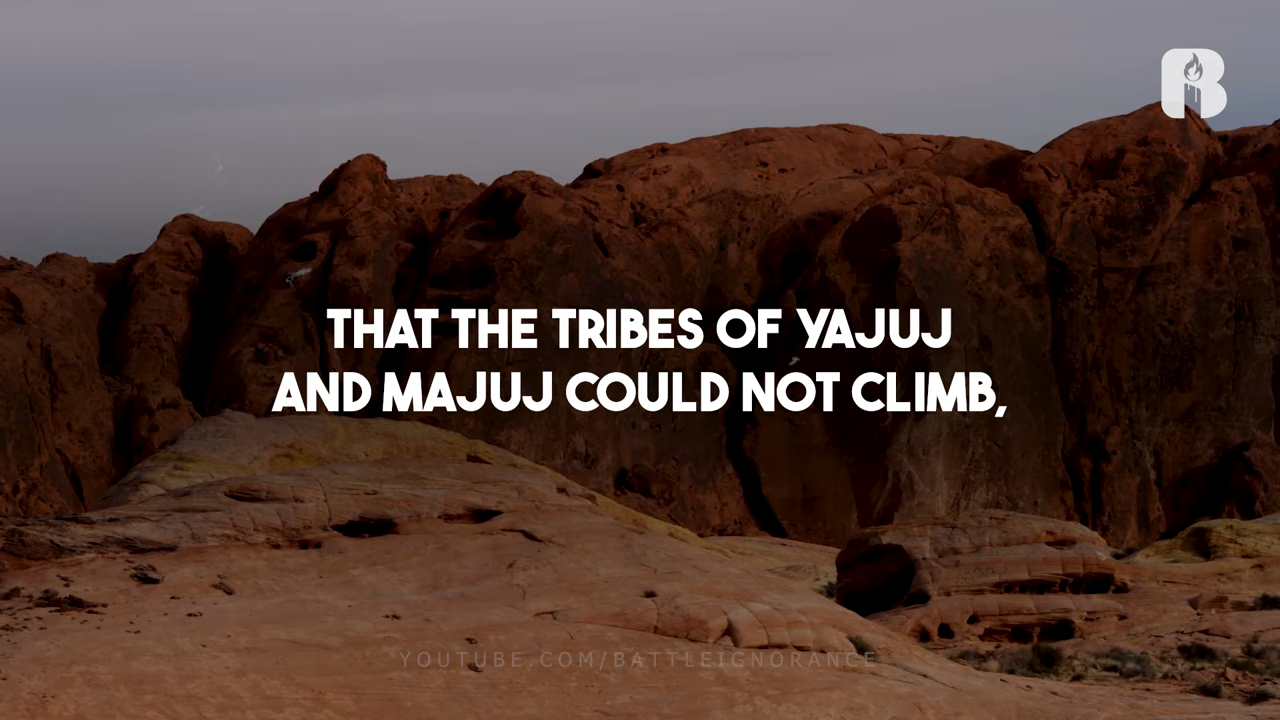 THAT THE TRIBES OF YAJUJ
AND MAJUJ COULD NOT CLIMB,
YOUTUBE.COM/BATTLEIGNORANCE